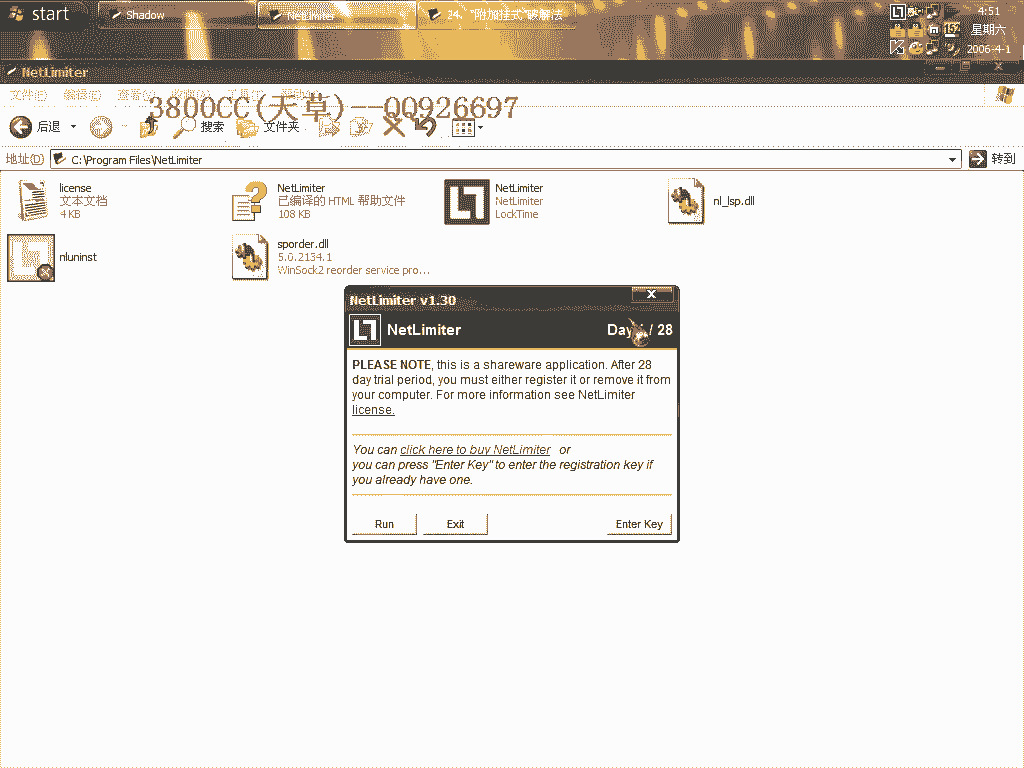 start
Shadow
NetLimiter
24. "附加挂式"破解法
4:51
星期六
2006-4-1
NetLimiter
文件(F) 编辑(E) 查看(V) 收藏(A) 工具(T) 帮助(H)
3800CC(天草)--QQ926697
后退 搜索 文件夹
地址(D) C:\Program Files\NetLimiter 转到
license
文本文档
4 KB
NetLimiter
已编译的 HTML 帮助文件
108 KB
NetLimiter
NetLimiter
LockTime
nl_lsp.dll
nluninst
sporder.dll
5.0.2134.1
WinSock2 reorder service pro...
NetLimiter v1.30
NetLimiter
Day / 28
PLEASE NOTE, this is a shareware application. After 28
day trial period, you must either register it or remove it from
your computer. For more information see NetLimiter
license.
You can click here to buy NetLimiter or
you can press "Enter Key" to enter the registration key if
you already have one.
Run Exit Enter Key